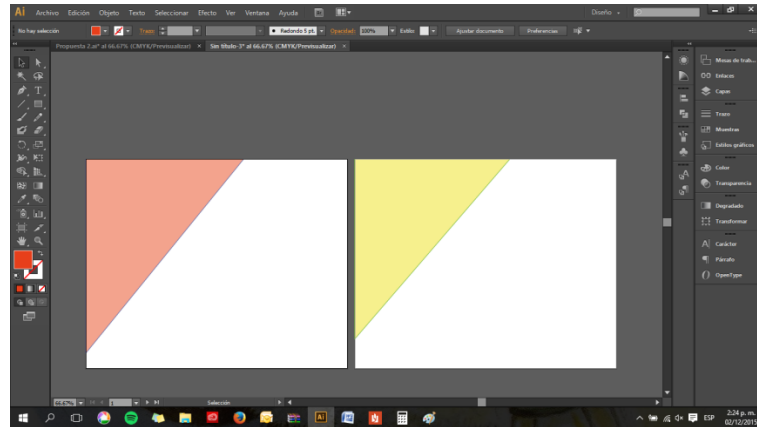 Ai Archivo Edición Objeto Texto Seleccionar Efecto Ver Ventana Ayuda Diseño
No hay selección Trazo: Redondo 5 pt. Opacidad: 100% Estilo: Ajustar documento Preferencias
Propuesta 2.ai* al 66.67% (CMYK/Previsualizar) × Sin título-3* al 66.67% (CMYK/Previsualizar) ×
Mesas de trab...
Enlaces
Capas
Trazo
Muestras
Estilos gráficos
Color
Transparencia
Degradado
Transformar
Carácter
Párrafo
OpenType
66.67% 1 Selección
ESP 2:24 p. m.
02/12/2015